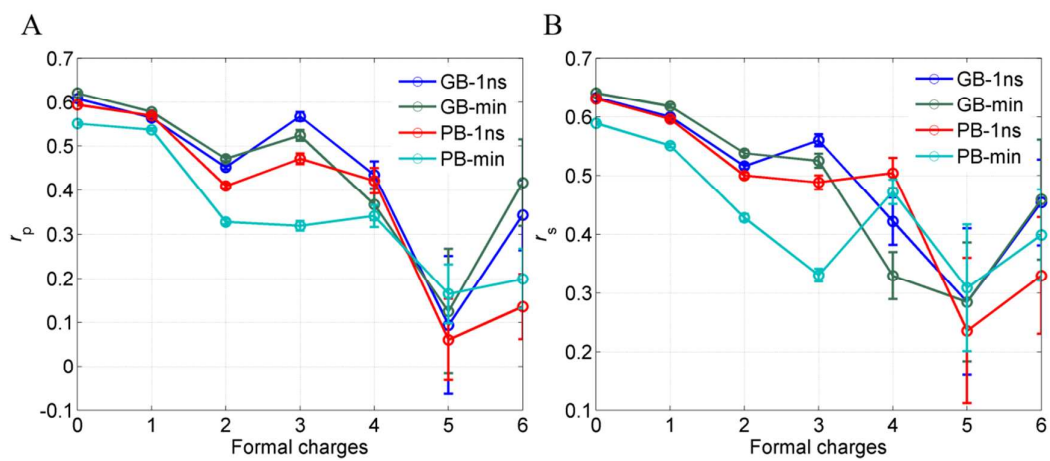 A
0.7
0.6
0.5
0.4
0.3
0.2
0.1
0
-0.1
r_p
0 1 2 3 4 5 6
Formal charges
GB-1ns
GB-min
PB-1ns
PB-min
B
0.7
0.6
0.5
0.4
0.3
0.2
0.1
r_s
0 1 2 3 4 5 6
Formal charges
GB-1ns
GB-min
PB-1ns
PB-min